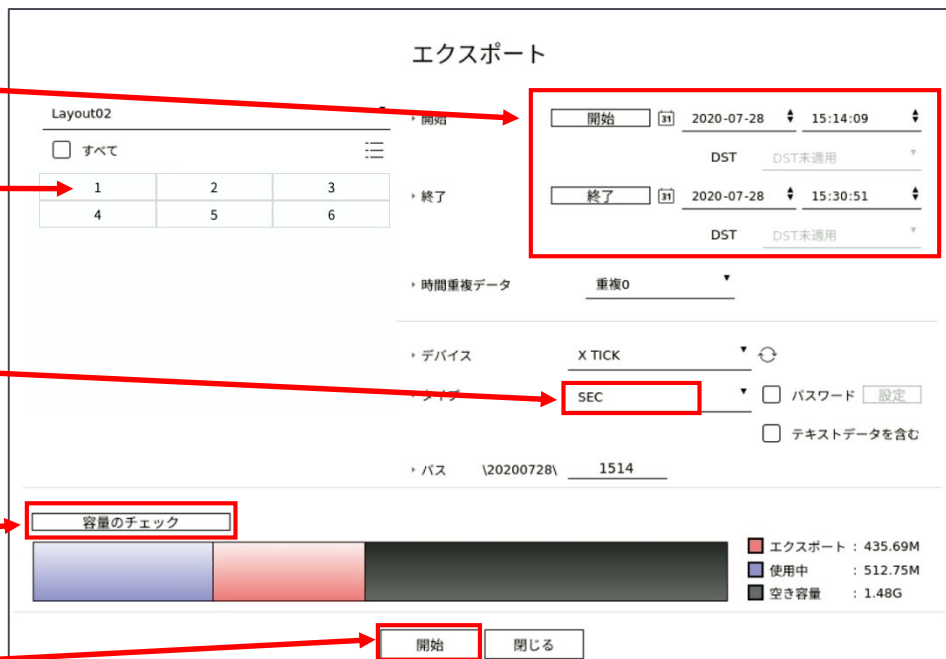 エクスポート
Layout02
すべて
1 2 3
4 5 6
開始 開始 31 2020-07-28 15:14:09
DST DST未適用
終了 終了 31 2020-07-28 15:30:51
DST DST未適用
時間重複データ 重複0
デバイス X TICK
タイプ SEC パスワード 設定
テキストデータを含む
パス \20200728\ 1514
容量のチェック
エクスポート : 435.69M
使用中 : 512.75M
空き容量 : 1.48G
開始 閉じる